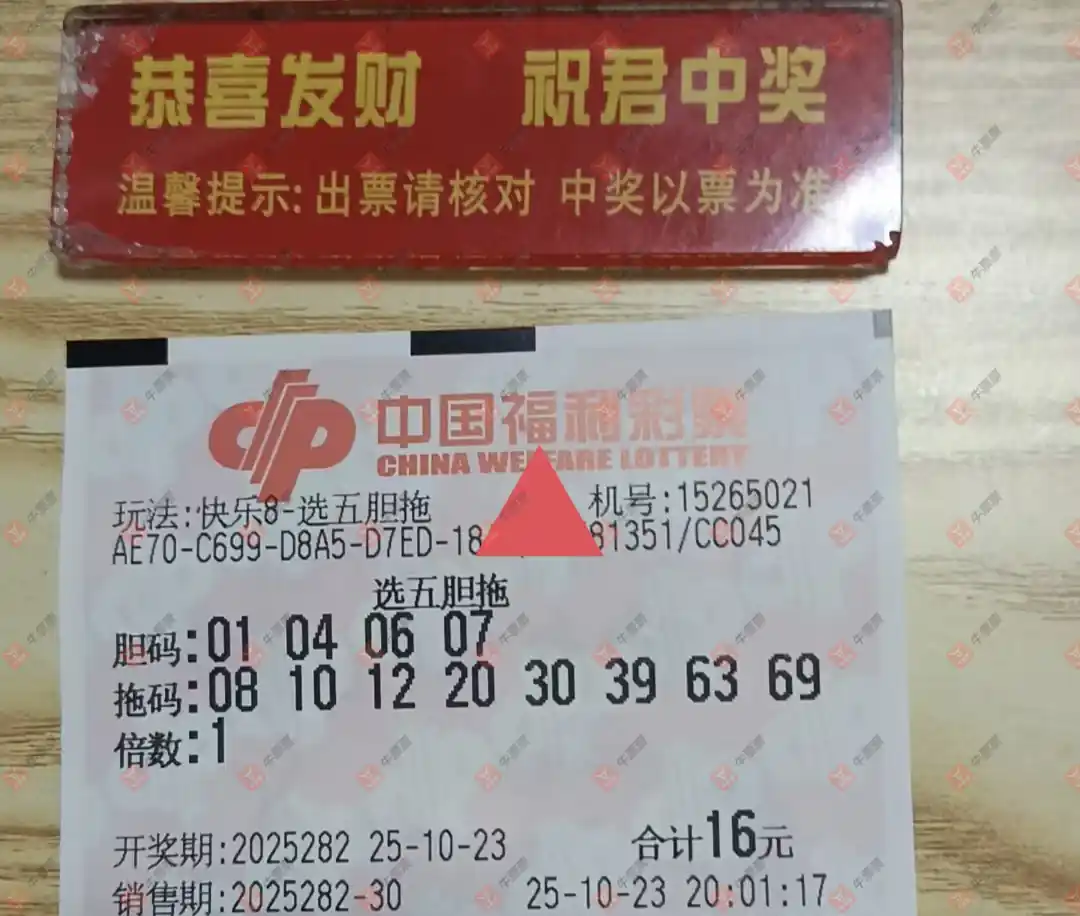 恭喜发财 祝君中奖
温馨提示:出票请核对 中奖以票为准
中国福利彩票
CHINA WELFARE LOTTERY
玩法:快乐8-选五胆拖 机号:15265021
AE70-C699-D8A5-D7ED-18 81351/CC045
选五胆拖
胆码:01 04 06 07
拖码:08 10 12 20 30 39 63 69
倍数:1
开奖期:2025282 25-10-23 合计16元
销售期:2025282-30 25-10-23 20:01:17